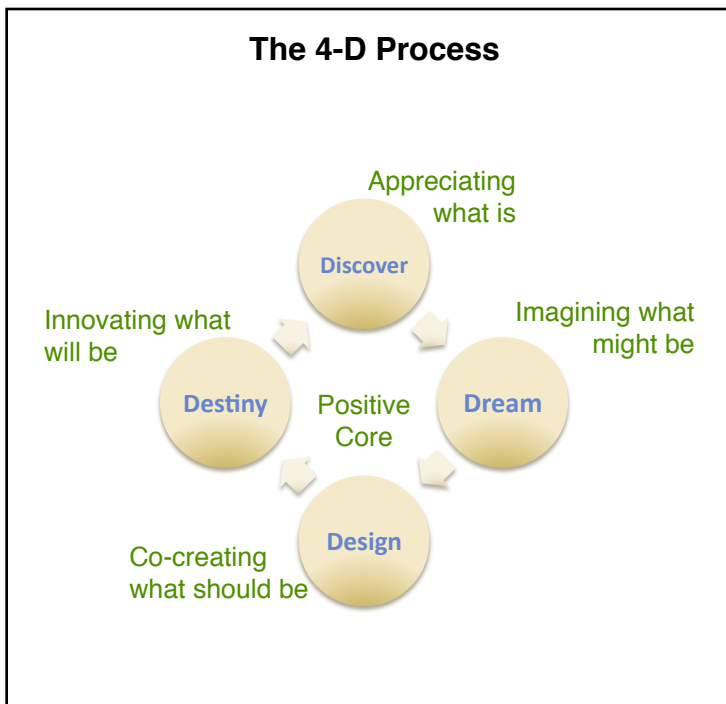 The 4-D Process
Appreciating
what is
Discover
Imagining what
might be
Dream
Innovating what
will be
Destiny
Positive
Core
Design
Co-creating
what should be